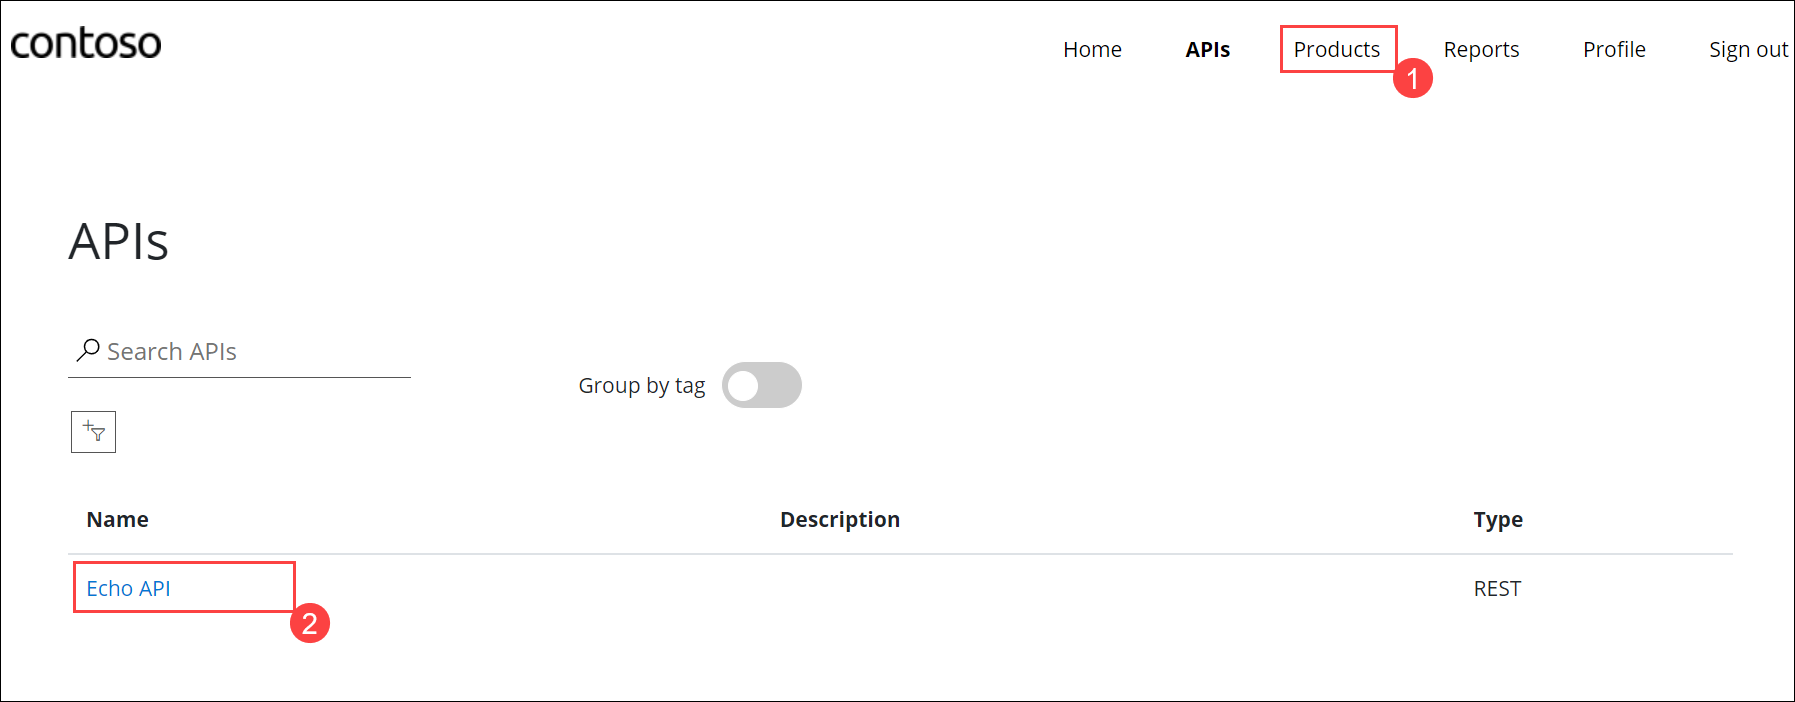 contoso
Home APIs Products Reports Profile Sign out
1
APIs
Search APIs
Group by tag
Name Description Type
Echo API REST
2